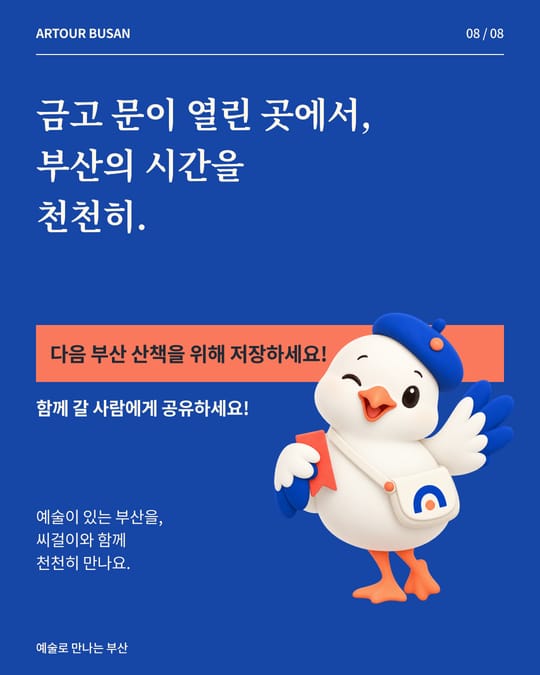 ARTOUR BUSAN
08 / 08
금고 문이 열린 곳에서,
부산의 시간을
천천히.
다음 부산 산책을 위해 저장하세요!
함께 갈 사람에게 공유하세요!
예술이 있는 부산을,
씨걸이와 함께
천천히 만나요.
예술로 만나는 부산